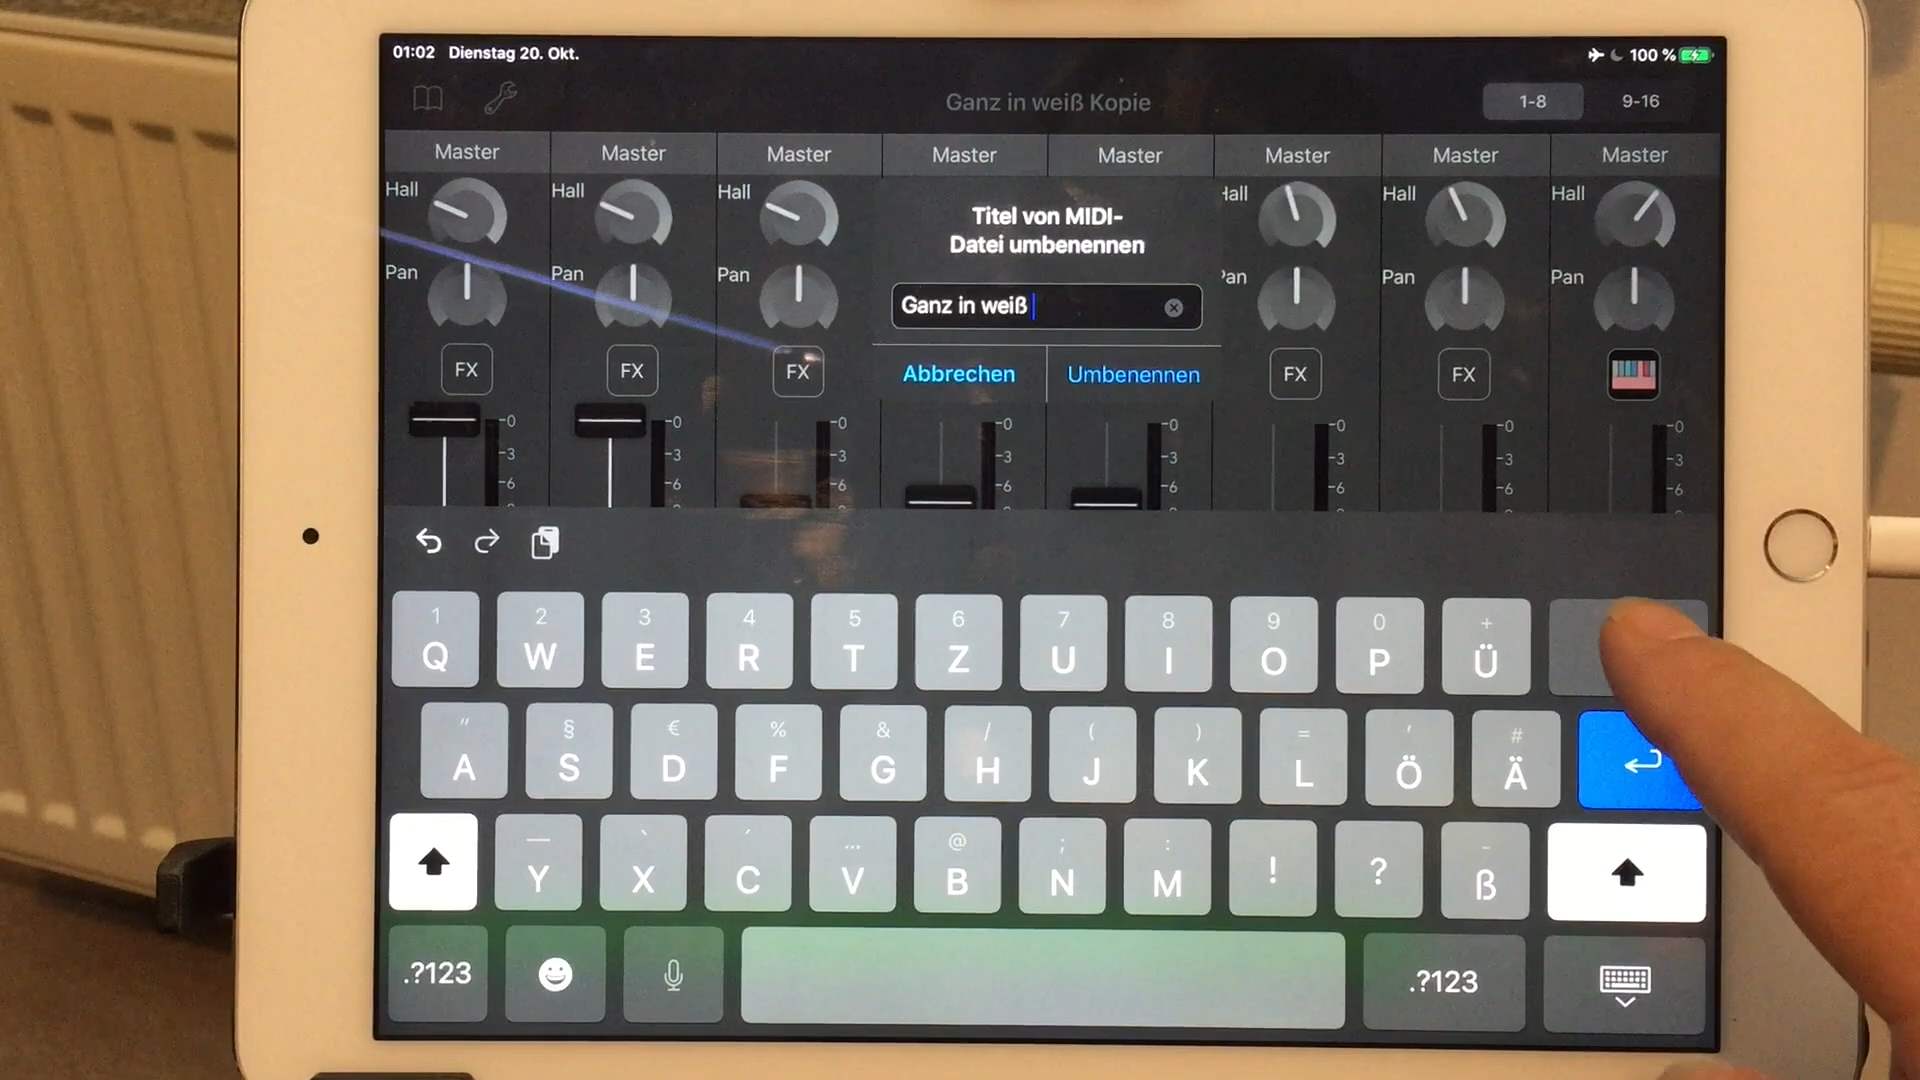 01:02 Dienstag 20. Okt. 100 %
Ganz in weiß Kopie 1-8 9-16
Master Master Master Master Master Master Master Master
Hall Hall Hall Hall Hall Hall
Titel von MIDI-
Datei umbenennen
Pan Pan Pan Pan Pan Pan
Ganz in weiß
FX FX FX Abbrechen Umbenennen FX FX
-0 -0 -0 -0 -0 -0 -0 -0
-3 -3 -3 -3 -3 -3 -3 -3
-6 -6 -6 -6 -6 -6 -6 -6
1 2 3 4 5 6 7 8 9 0 +
Q W E R T Z U I O P Ü
" § € % & / ( ) = ' #
A S D F G H J K L Ö Ä
— ` ´ ... @ ; : -
Y X C V B N M ! ? ß
.?123 .?123